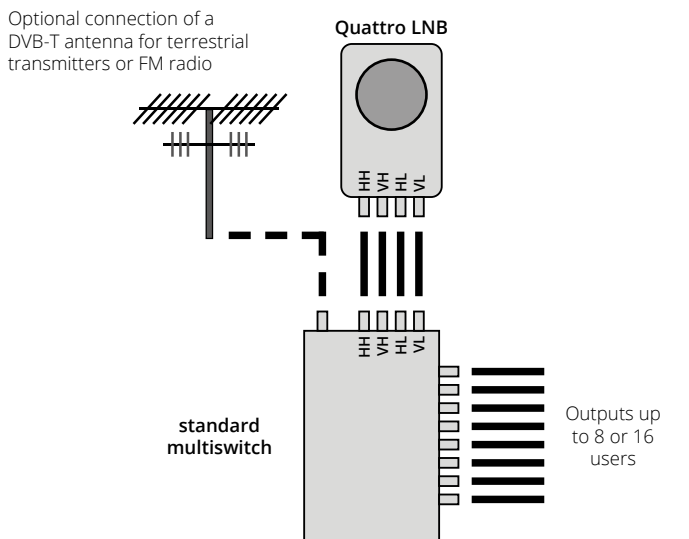 Optional connection of a
DVB-T antenna for terrestrial
transmitters or FM radio
Quattro LNB
HH
VH
HL
VL
HH
VH
HL
VL
standard
multiswitch
Outputs up
to 8 or 16
users